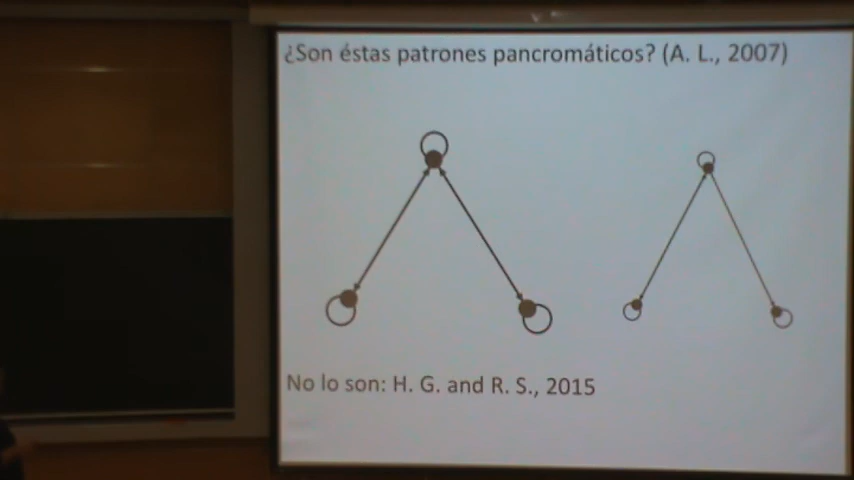 ¿Son éstas patrones pancromáticos? (A. L., 2007)
No lo son: H. G. and R. S., 2015